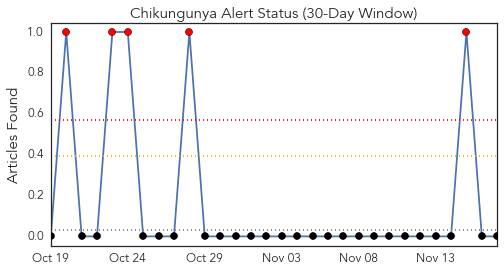 Chikungunya Alert Status (30-Day Window)
Articles Found
1.0
0.8
0.6
0.4
0.2
0.0
Oct 19 Oct 24 Oct 29 Nov 03 Nov 08 Nov 13